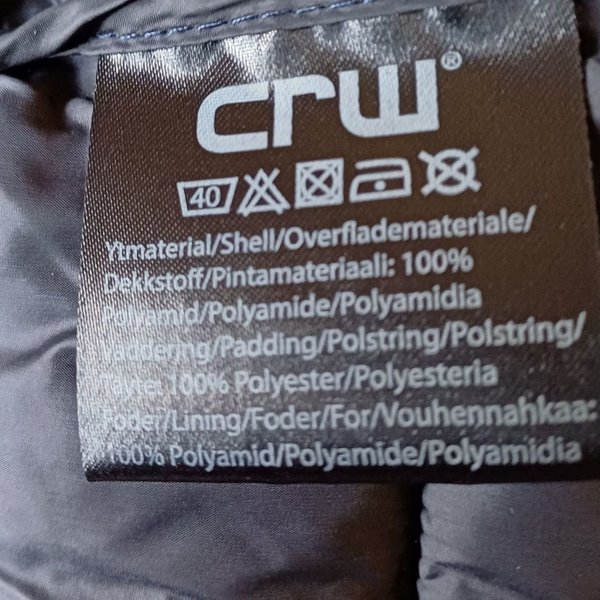 crw®
40
Ytmaterial/Shell/Overflademateriale/
Dekkstoff/Pintamateriaali: 100%
Polyamid/Polyamide/Polyamidia
Vaddering/Padding/Polstring/Polstring/
Täyte: 100% Polyester/Polyesteria
Foder/Lining/Foder/For/Vouhennahkaa:
100% Polyamid/Polyamide/Polyamidia